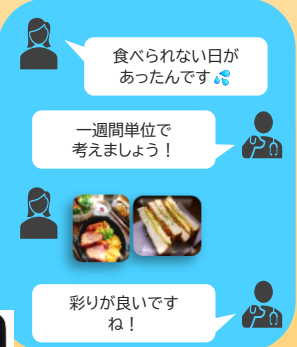 食べられない日が
あったんです💦
一週間単位で
考えましょう！
彩りが良いです
ね！